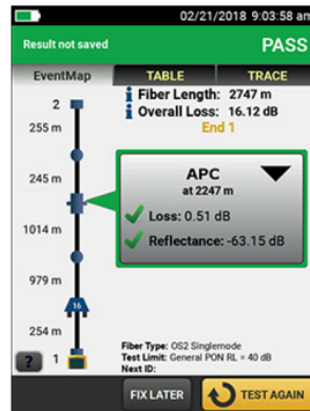 02/21/2018 9:03:58 am
Result not saved
PASS
EventMap
TABLE
TRACE
2
Fiber Length: 2747 m
Overall Loss: 16.12 dB
End 1
255 m
245 m
APC
at 2247 m
Loss: 0.51 dB
Reflectance: -63.15 dB
1014 m
979 m
16
254 m
? 1
Fiber Type: OS2 Singlemode
Test Limit: General PON RL = 40 dB
Next ID:
FIX LATER
TEST AGAIN